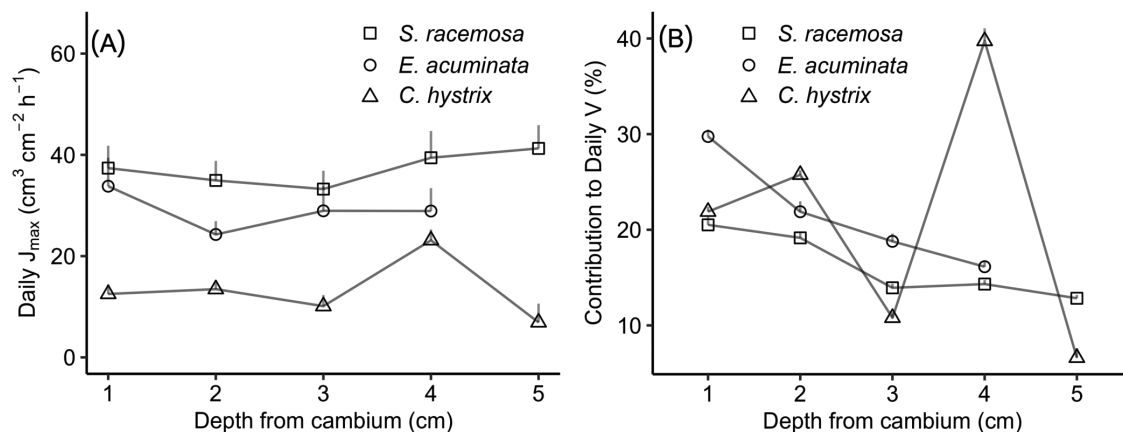 (A)
S. racemosa
E. acuminata
C. hystrix
Daily Jmax (cm³ cm⁻² h⁻¹)
60
40
20
0
1 2 3 4 5
Depth from cambium (cm)
(B)
S. racemosa
E. acuminata
C. hystrix
Contribution to Daily V (%)
40
30
20
10
1 2 3 4 5
Depth from cambium (cm)